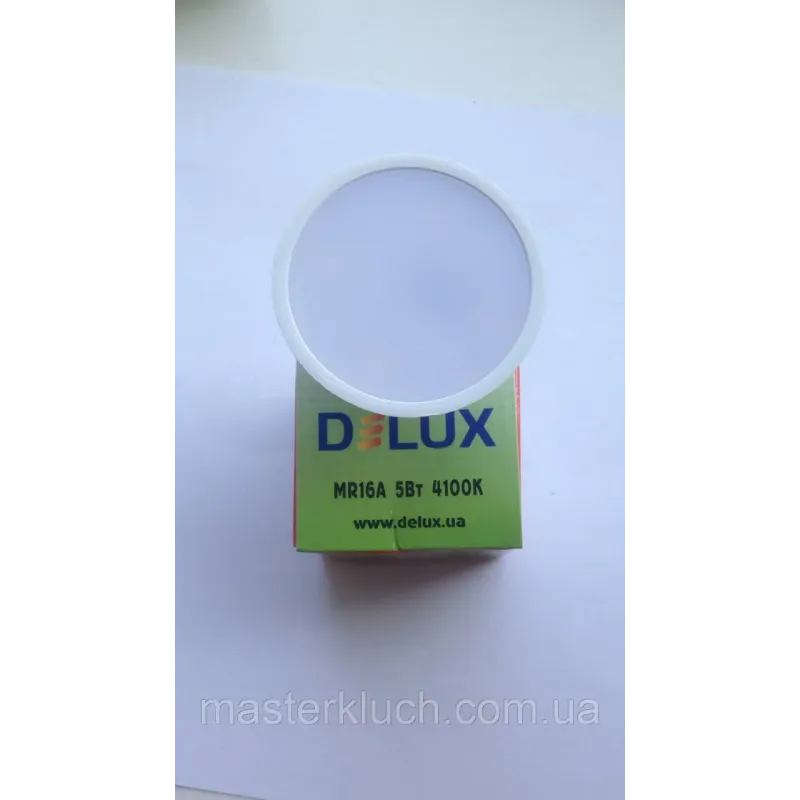 DELUX
MR16A 5Вт 4100K
www.delux.ua
masterkluch.com.ua